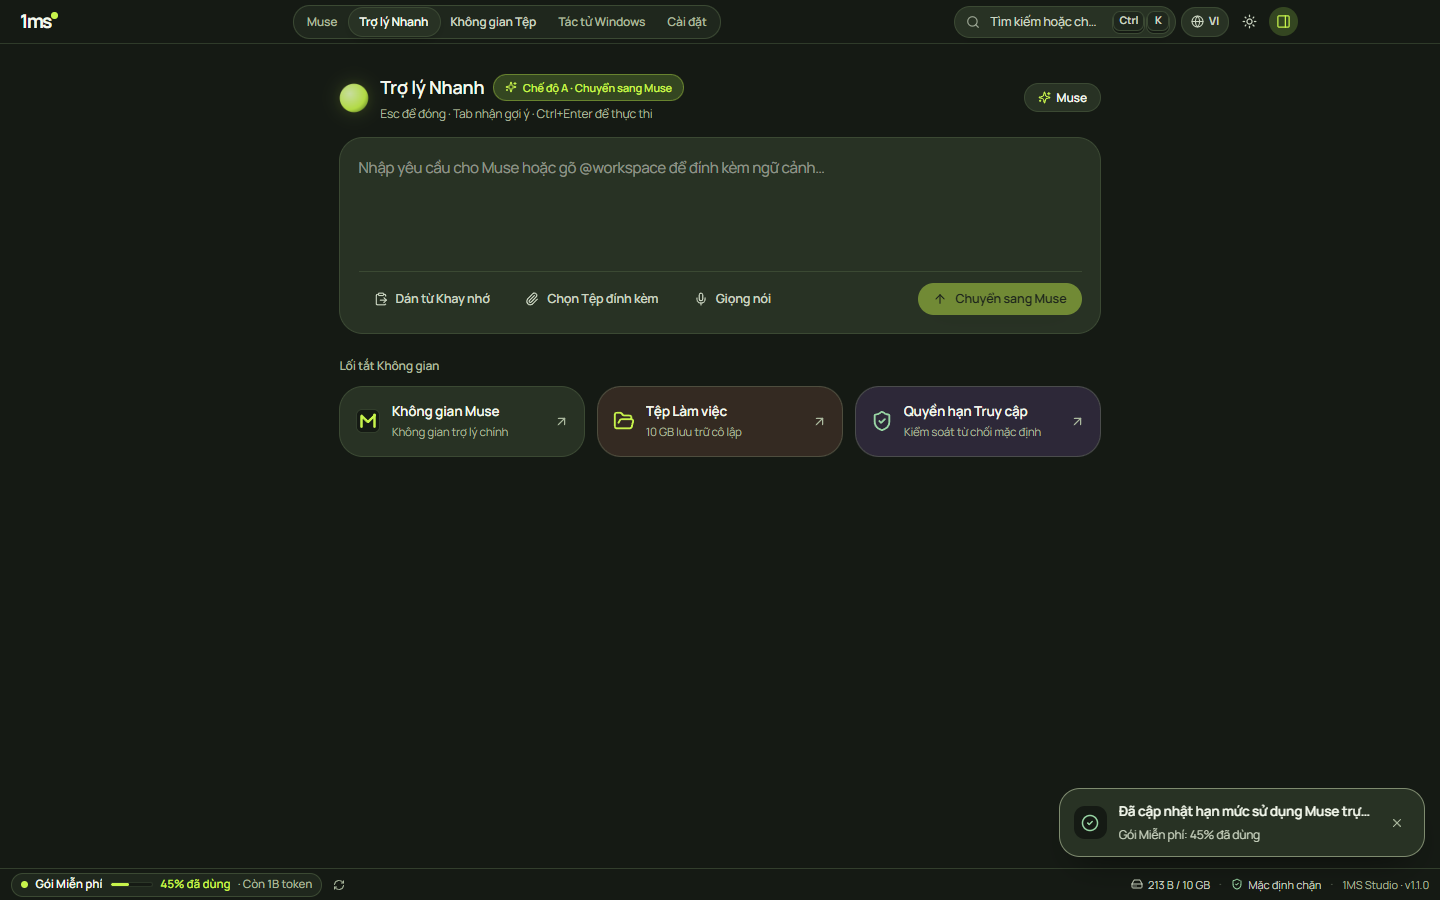 1ms
Muse
Trợ lý Nhanh
Không gian Tệp
Tác tử Windows
Cài đặt
Tìm kiếm hoặc ch...
Ctrl
K
VI
Trợ lý Nhanh
Chế độ A · Chuyển sang Muse
Esc để đóng · Tab nhận gợi ý · Ctrl+Enter để thực thi
Muse
Nhập yêu cầu cho Muse hoặc gõ @workspace để đính kèm ngữ cảnh...
Dán từ Khay nhớ
Chọn Tệp đính kèm
Giọng nói
Chuyển sang Muse
Lối tắt Không gian
Không gian Muse
Không gian trợ lý chính
Tệp Làm việc
10 GB lưu trữ cô lập
Quyền hạn Truy cập
Kiểm soát từ chối mặc định
Đã cập nhật hạn mức sử dụng Muse trự...
Gói Miễn phí: 45% đã dùng
Gói Miễn phí
45% đã dùng
· Còn 1B token
213 B / 10 GB
· Mặc định chặn
· 1MS Studio · v1.1.0